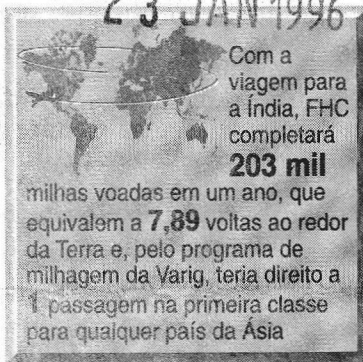 23 JAN 1996
Com a
viagem para
a Índia, FHC
completará
203 mil
milhas voadas em um ano, que
equivalem a 7,89 voltas ao redor
da Terra e, pelo programa de
milhagem da Varig, teria direito a
1 passagem na primeira classe
para qualquer país da Ásia